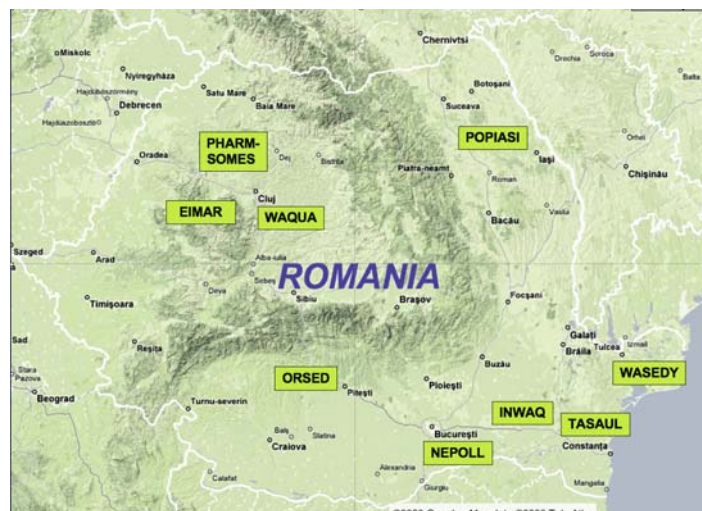 Chernivtsi
Miskolc
Drochia
Soroca
Nyíregyháza
Balta
Hajdúböszörmény
Satu Mare
Botoşani
Debrecen
Baia Mare
Suceava
Hajdúszoboszló
PHARM-
SOMES
POPIASI
Orhei
Dej
Bistrita
Iaşi
Oradea
Piatra-neamt
Chişinău
Roman
Cluj
EIMAR
WAQUA
Bacău
Vaslui
Szeged
Arad
Alba-iulia
ROMANIA
Sebeş
Deva
Sibiu
Timişoara
Braşov
Focşani
Galaţi
Reşiţa
Brăila
Tulcea
Izmail
Sad
Buzău
Stara
Pazova
ORSED
Piteşti
Ploieşti
WASEDY
Beograd
Turnu-severin
INWAQ
TASAUL
Balş
Slatina
Craiova
Bucureşti
Constanţa
NEPOLL
Calafat
Alexandria
Giurgiu
Mangalia